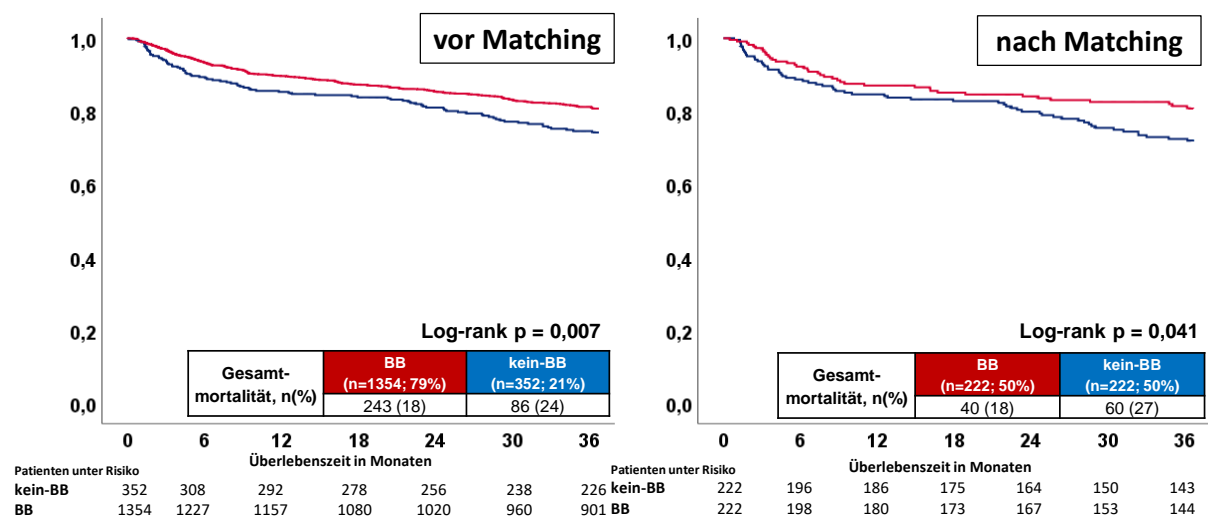 vor Matching
1,0
0,8
0,6
0,4
0,2
0,0
Log-rank p = 0,007
Gesamt-
mortalität, n(%)
BB
(n=1354; 79%)
kein-BB
(n=352; 21%)
243 (18) 86 (24)
0 6 12 18 24 30 36
Überlebenszeit in Monaten
Patienten unter Risiko
kein-BB 352 308 292 278 256 238 226
BB 1354 1227 1157 1080 1020 960 901
nach Matching
1,0
0,8
0,6
0,4
0,2
0,0
Log-rank p = 0,041
Gesamt-
mortalität, n(%)
BB
(n=222; 50%)
kein-BB
(n=222; 50%)
40 (18) 60 (27)
0 6 12 18 24 30 36
Überlebenszeit in Monaten
Patienten unter Risiko
kein-BB 222 196 186 175 164 150 143
BB 222 198 180 173 167 153 144